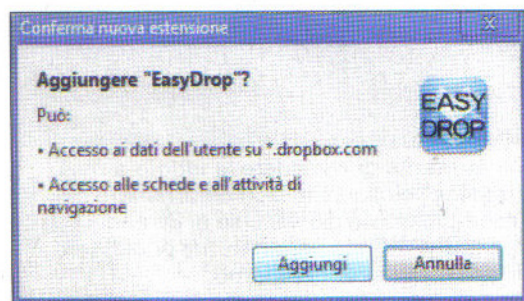 Conferma nuova estensione
X
Aggiungere "EasyDrop"?
Può:
EASY
DROP
• Accesso ai dati dell'utente su *.dropbox.com
• Accesso alle schede e all'attività di
navigazione
Aggiungi
Annulla